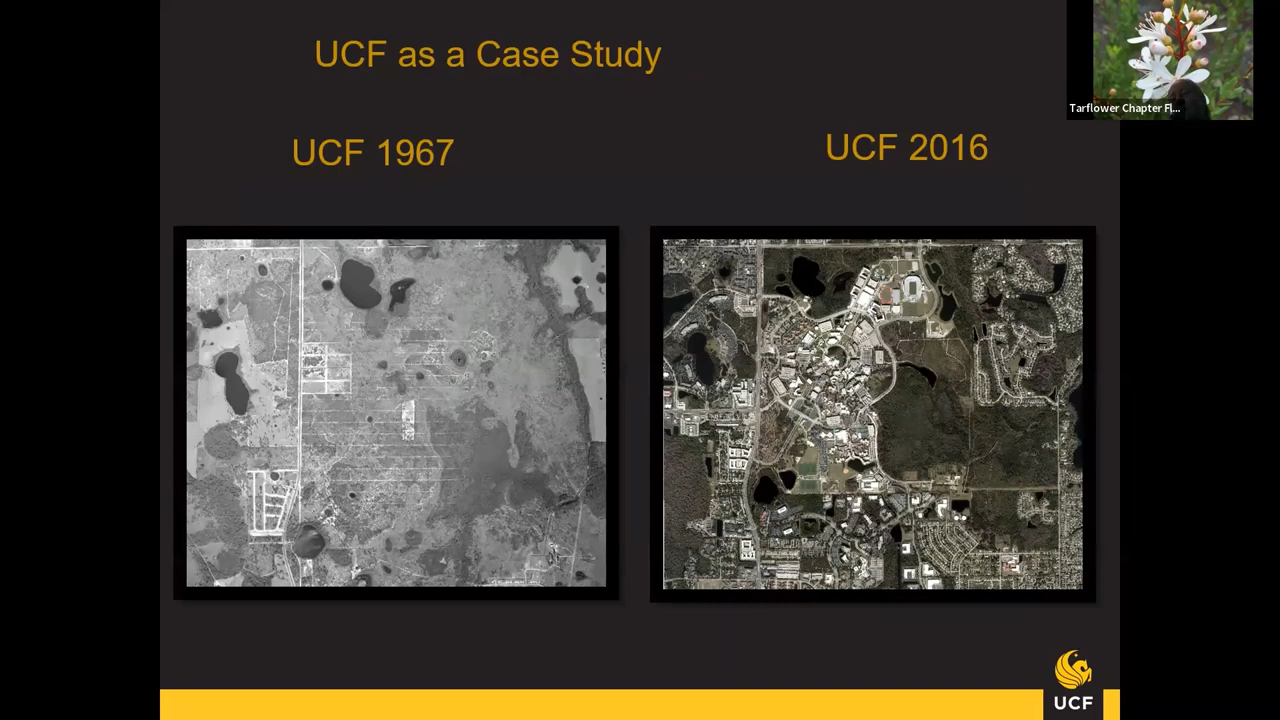 UCF as a Case Study
Tarflower Chapter Fl...
UCF 1967
UCF 2016
UCF